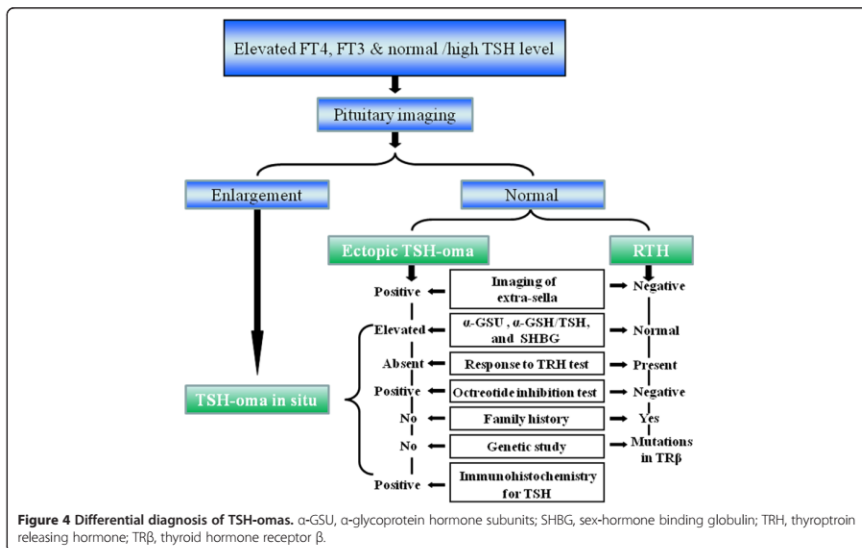 Elevated FT4, FT3 & normal /high TSH level
Pituitary imaging
Enlargement
Normal
Ectopic TSH-oma
RTH
Positive
Imaging of
extra-sella
Negative
Elevated
α-GSU , α-GSH/TSH,
and SHBG
Normal
Absent
Response to TRH test
Present
TSH-oma in situ
Positive
Octreotide inhibition test
Negative
No
Family history
Yes
No
Genetic study
Mutations
in TRβ
Positive
Immunohistochemistry
for TSH
Figure 4 Differential diagnosis of TSH-omas. α-GSU, α-glycoprotein hormone subunits; SHBG, sex-hormone binding globulin; TRH, thyroptroin
releasing hormone; TRβ, thyroid hormone receptor β.